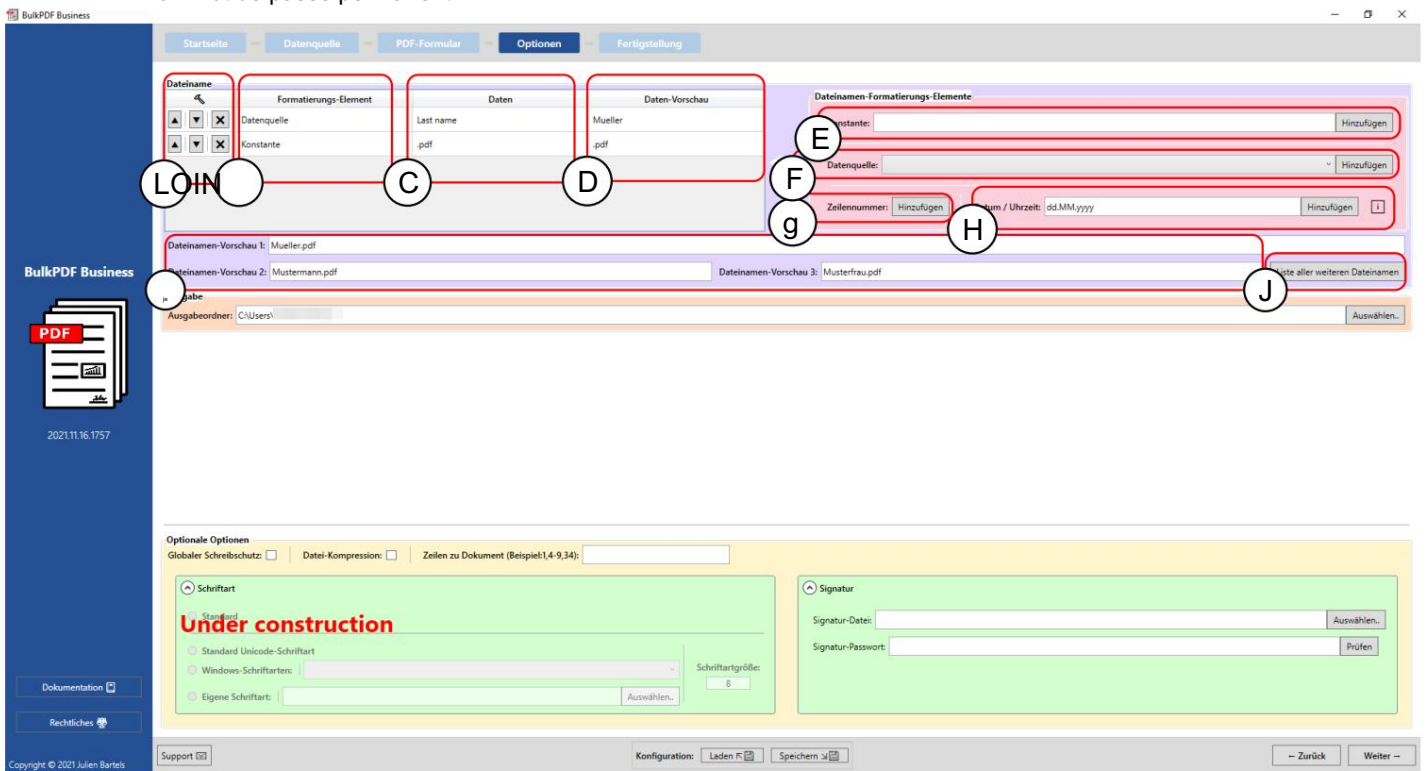 BulkPDF Business
Startseite Datenquelle PDF-Formular Optionen Fertigstellung
Dateiname
Formatierungs-Element Daten Daten-Vorschau
Datenquelle Last name Mueller
Konstante .pdf .pdf
LOIN C D
Dateinamen-Formatierungs-Elemente
Konstante: Hinzufügen
E
Datenquelle: Hinzufügen
F
Zeilennummer: Hinzufügen Datum / Uhrzeit: dd.MM.yyyy Hinzufügen i
g H
Dateinamen-Vorschau 1: Mueller.pdf
Dateinamen-Vorschau 2: Mustermann.pdf Dateinamen-Vorschau 3: Musterfrau.pdf Liste aller weiteren Dateinamen
J
Ausgabe
Ausgabeordner: C:\Users\ Auswählen..
BulkPDF Business
PDF
2021.11.16.1757
Optionale Optionen
Globaler Schreibschutz: Datei-Kompression: Zeilen zu Dokument (Beispiel:1,4-9,34):
Schriftart
Standard
Under construction
Standard Unicode-Schriftart
Windows-Schriftarten:
Eigene Schriftart: Auswählen..
Schriftartgröße:
8
Signatur
Signatur-Datei: Auswählen..
Signatur-Passwort: Prüfen
Dokumentation
Rechtliches
Copyright © 2021 Julien Bartels
Support Konfiguration: Laden Speichern ← Zurück Weiter →